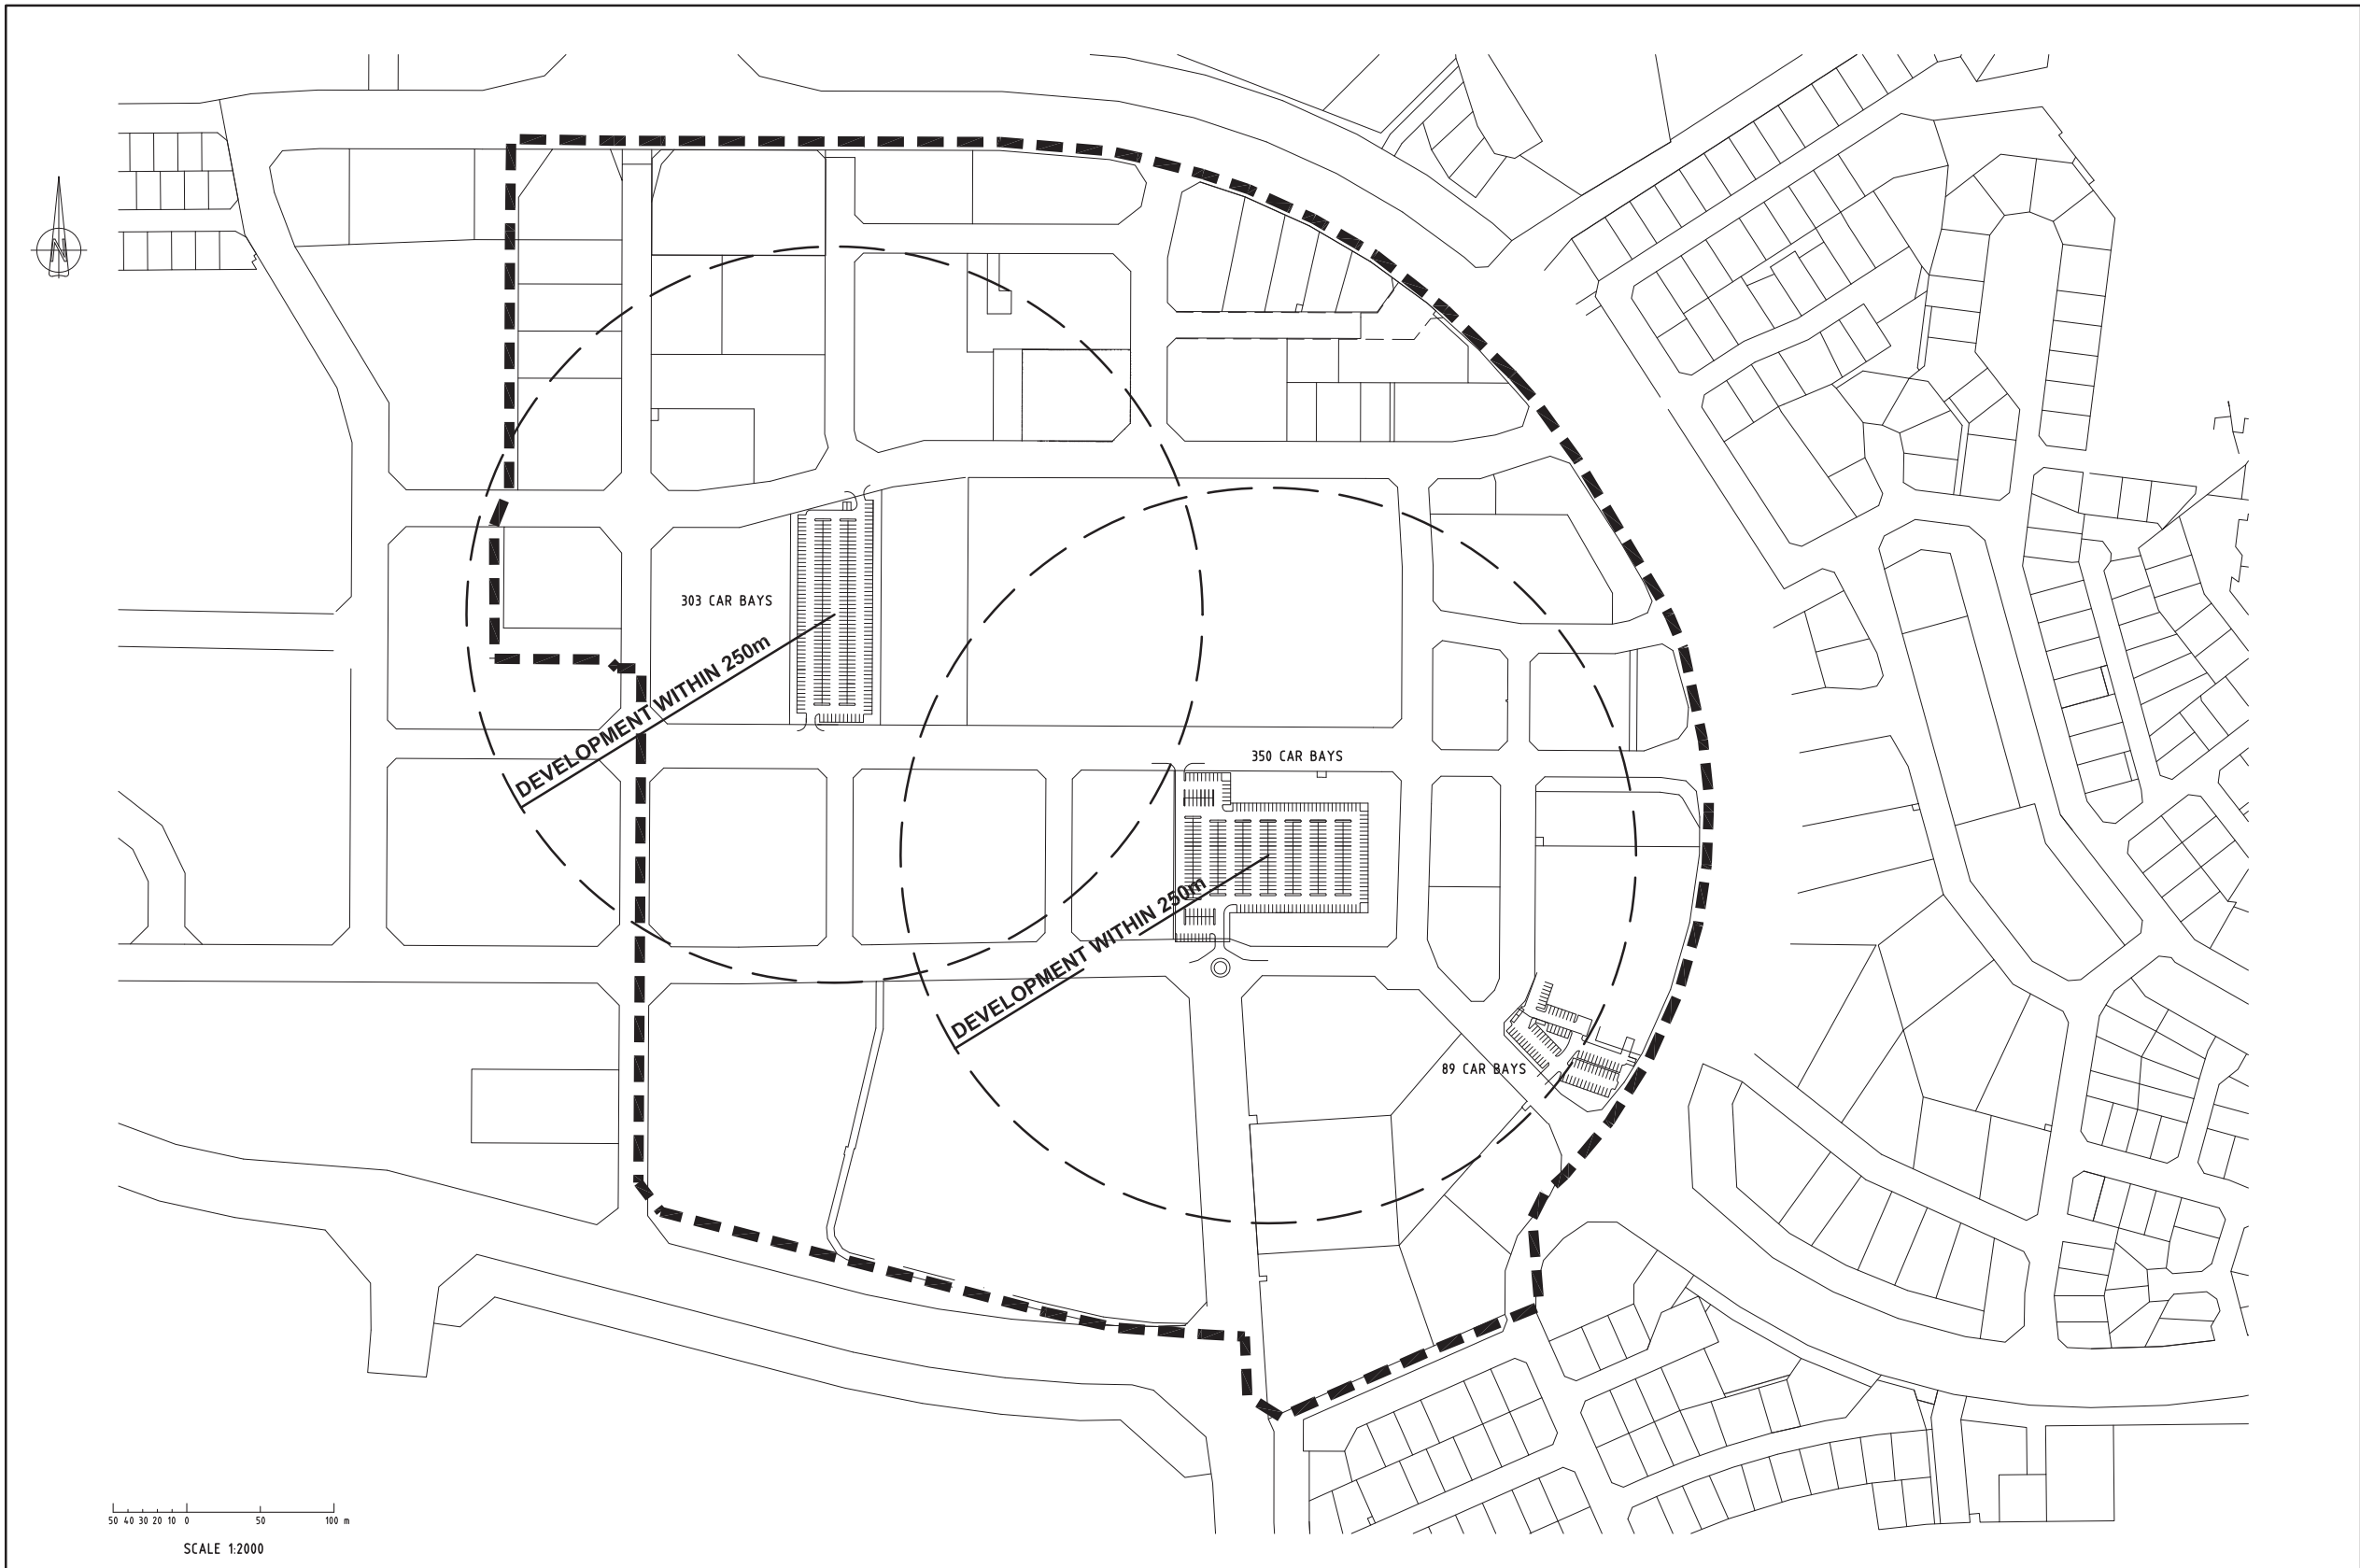 N
303 CAR BAYS
DEVELOPMENT WITHIN 250m
350 CAR BAYS
DEVELOPMENT WITHIN 250m
89 CAR BAYS
50 40 30 20 10 0 50 100 m
SCALE 1:2000